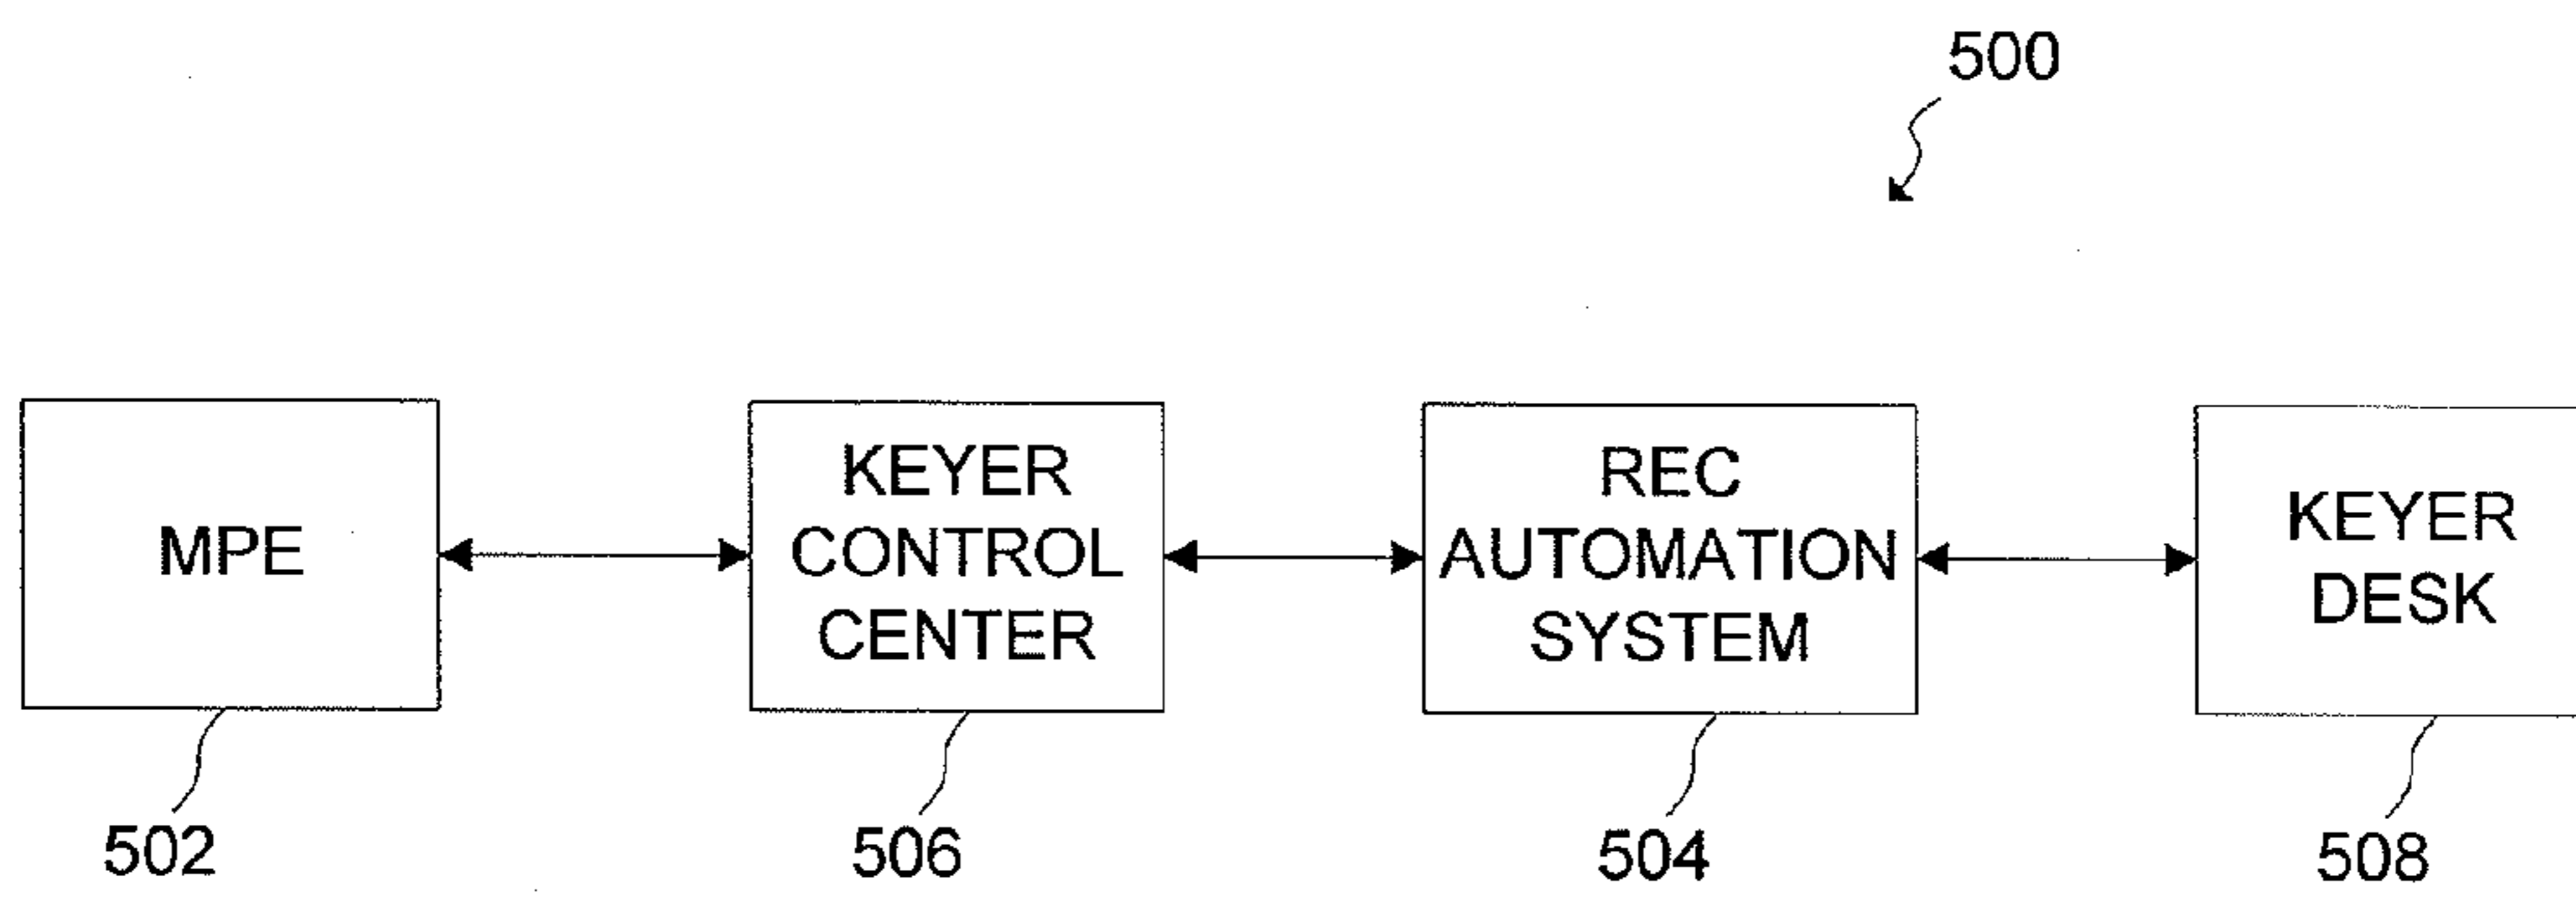 500
MPE
KEYER
CONTROL
CENTER
REC
AUTOMATION
SYSTEM
KEYER
DESK
502
506
504
508